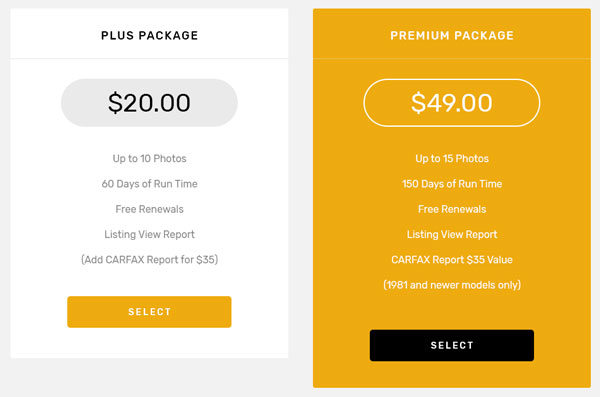 PLUS PACKAGE
$20.00
Up to 10 Photos
60 Days of Run Time
Free Renewals
Listing View Report
(Add CARFAX Report for $35)
SELECT
PREMIUM PACKAGE
$49.00
Up to 15 Photos
150 Days of Run Time
Free Renewals
Listing View Report
CARFAX Report $35 Value
(1981 and newer models only)
SELECT